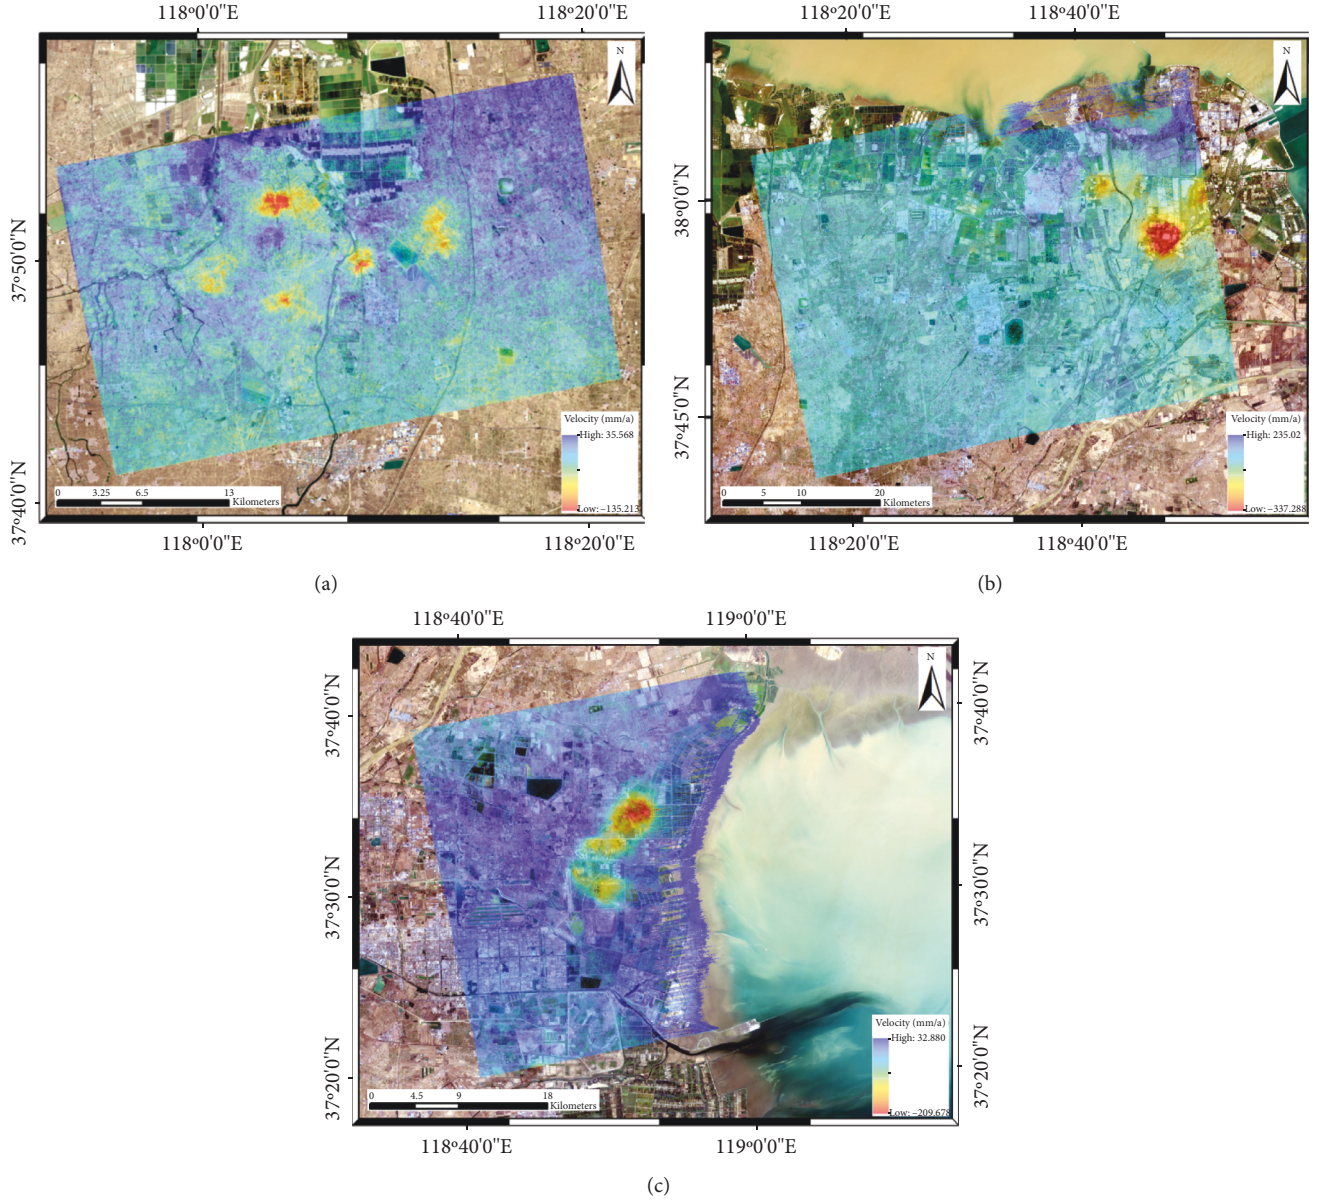 118°0'0"E 118°20'0"E
N
37°50'0"N
37°40'0"N
Velocity (mm/a)
High: 35.568
Low: −135.213
0 3.25 6.5 13
Kilometers
118°0'0"E 118°20'0"E
(a)
118°20'0"E 118°40'0"E
N
38°0'0"N
37°45'0"N
Velocity (mm/a)
High: 235.02
Low: −337.288
0 5 10 20
Kilometers
118°20'0"E 118°40'0"E
(b)
118°40'0"E 119°0'0"E
N
37°40'0"N 37°40'0"N
37°30'0"N 37°30'0"N
37°20'0"N 37°20'0"N
Velocity (mm/a)
High: 32.880
Low: −209.678
0 4.5 9 18
Kilometers
118°40'0"E 119°0'0"E
(c)